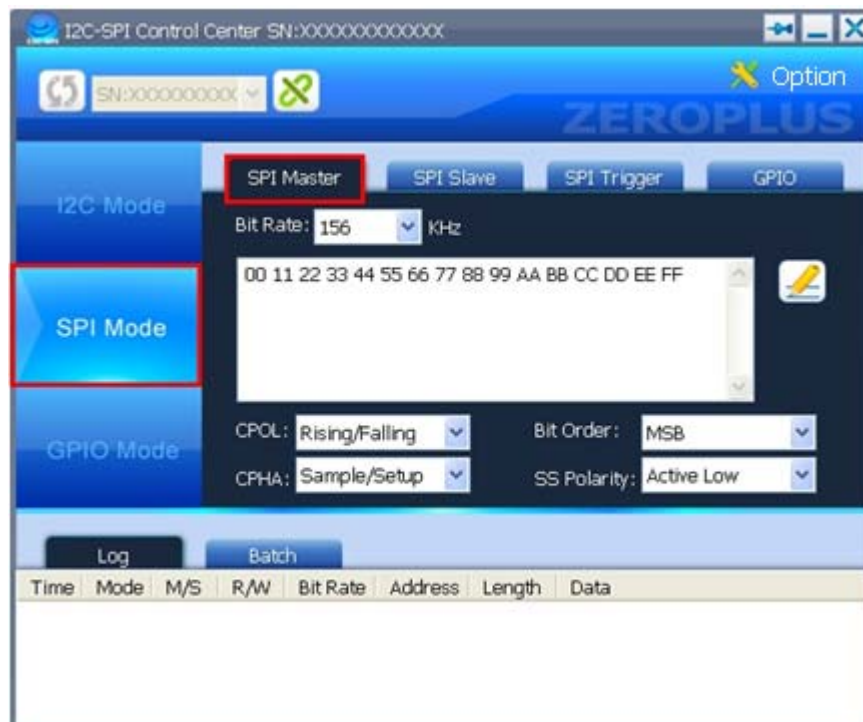 I2C-SPI Control Center SN:XXXXXXXXXXXXX
SN:XXXXXXXXXX
Option
ZEROPLUS
I2C Mode
SPI Mode
GPIO Mode
SPI Master SPI Slave SPI Trigger GPIO
Bit Rate: 156 KHz
00 11 22 33 44 55 66 77 88 99 AA BB CC DD EE FF
CPOL: Rising/Falling Bit Order: MSB
CPHA: Sample/Setup SS Polarity: Active Low
Log Batch
Time Mode M/S R/W Bit Rate Address Length Data